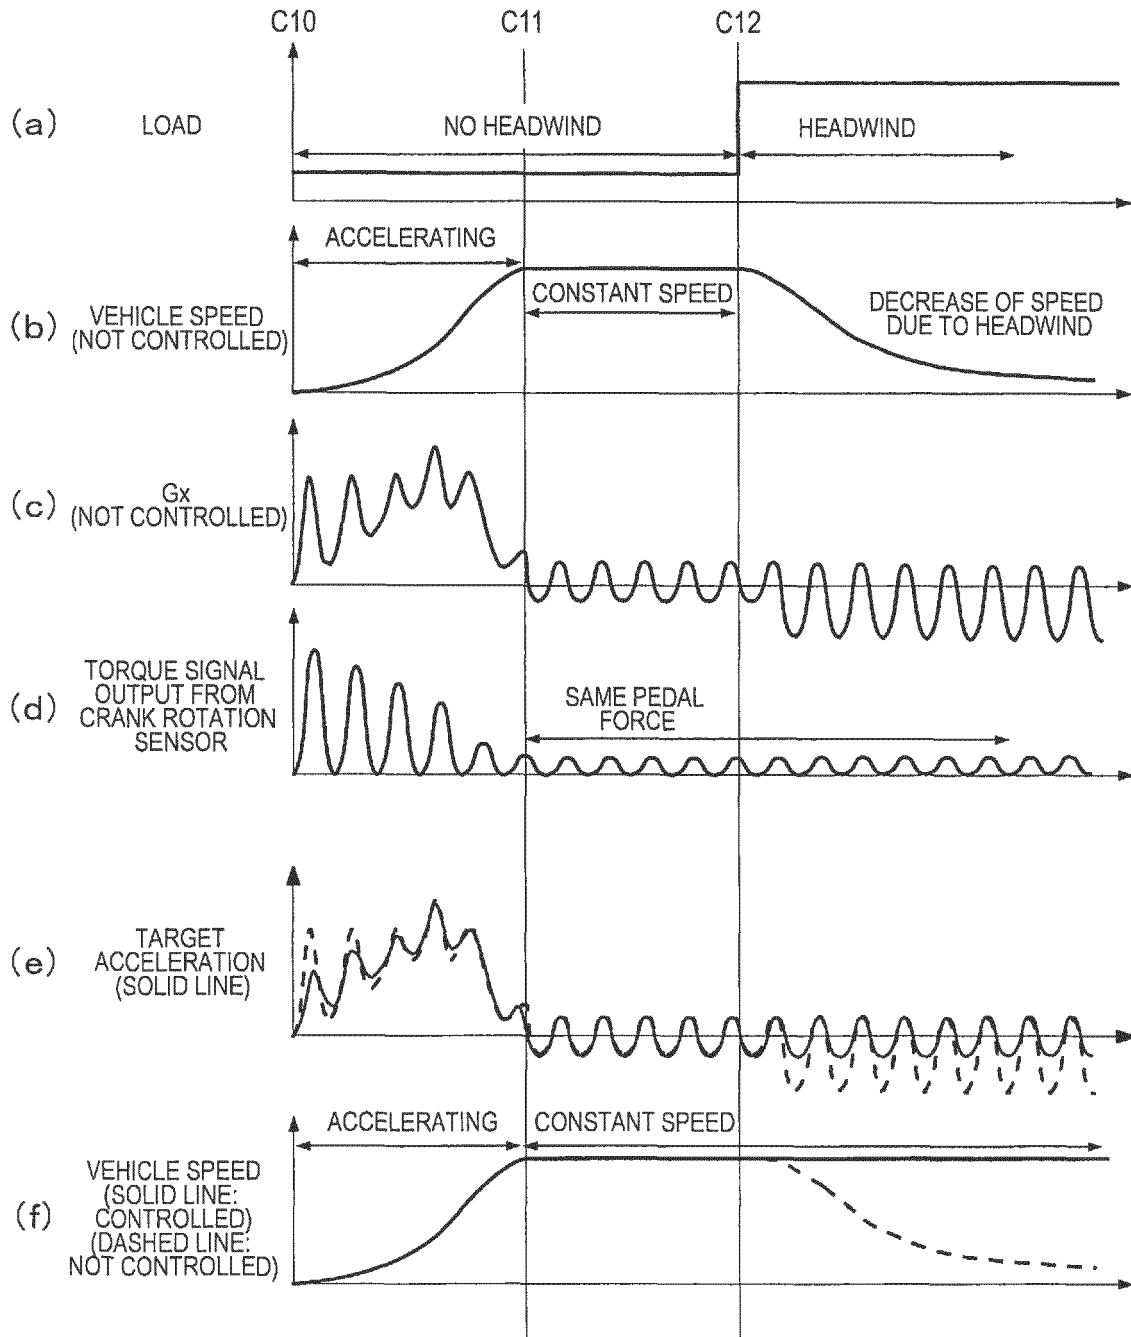 C10 C11 C12
(a) LOAD NO HEADWIND HEADWIND
ACCELERATING
CONSTANT SPEED
(b) VEHICLE SPEED
(NOT CONTROLLED)
DECREASE OF SPEED
DUE TO HEADWIND
(c) Gx
(NOT CONTROLLED)
(d) TORQUE SIGNAL
OUTPUT FROM
CRANK ROTATION
SENSOR
SAME PEDAL
FORCE
(e) TARGET
ACCELERATION
(SOLID LINE)
ACCELERATING CONSTANT SPEED
(f) VEHICLE SPEED
(SOLID LINE:
CONTROLLED)
(DASHED LINE:
NOT CONTROLLED)